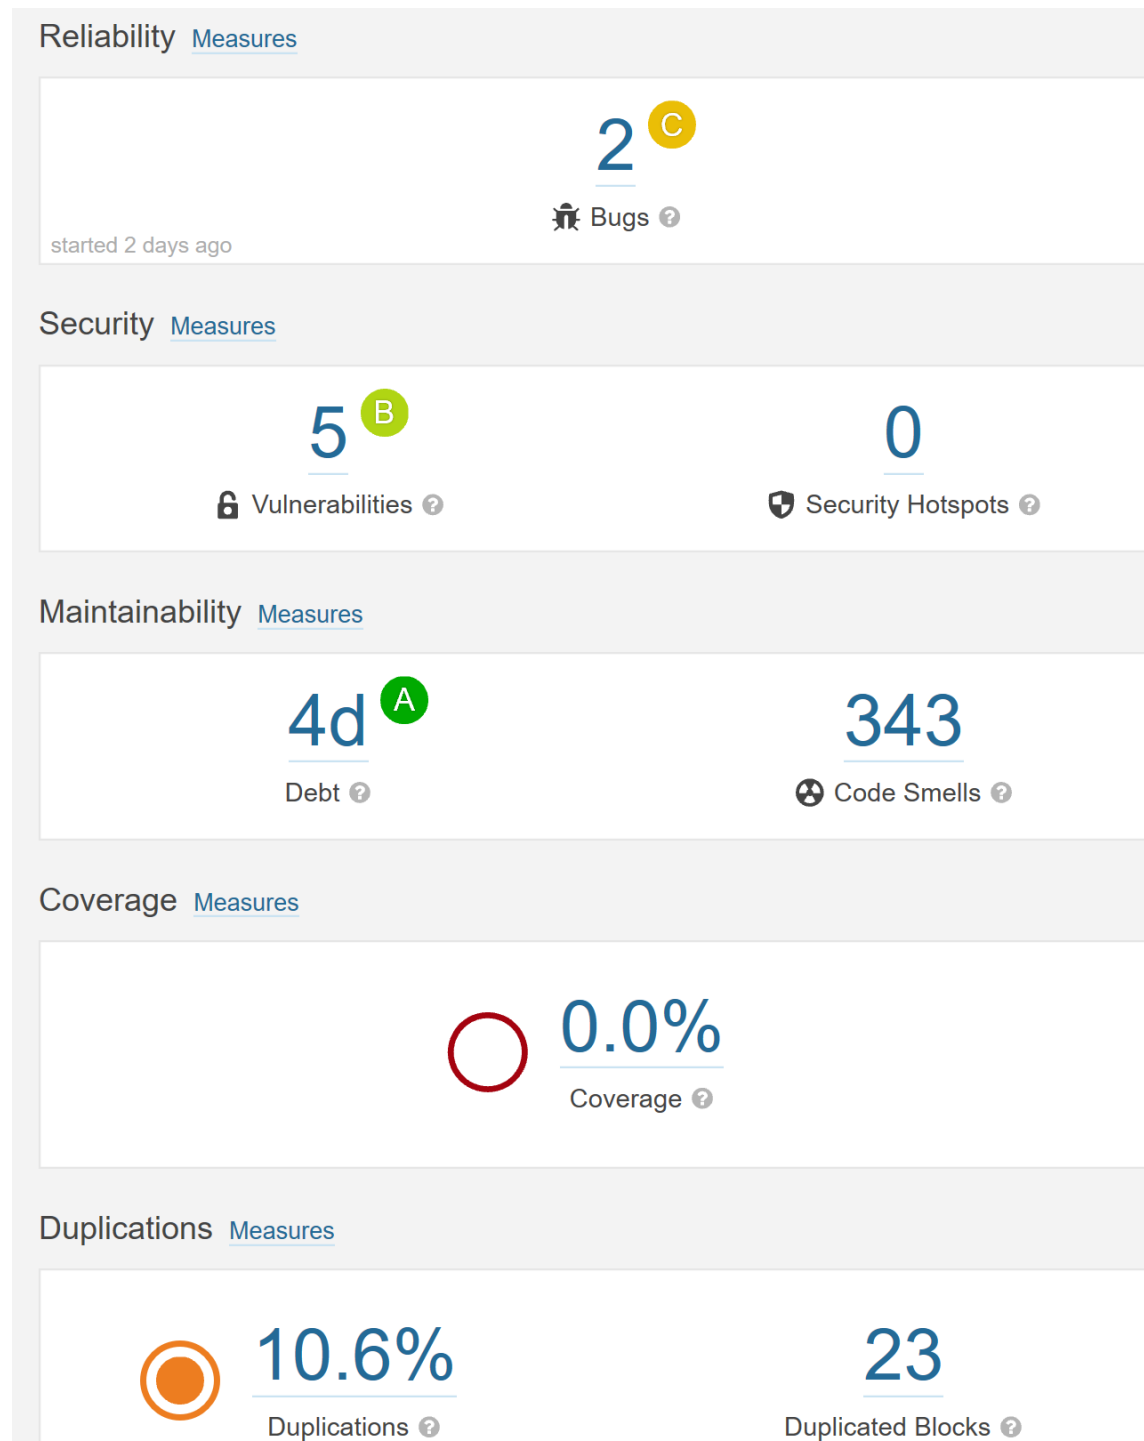 Reliability Measures
2 C
Bugs ?
started 2 days ago
Security Measures
5 B 0
Vulnerabilities ? Security Hotspots ?
Maintainability Measures
4d A 343
Debt ? Code Smells ?
Coverage Measures
0.0%
Coverage ?
Duplications Measures
10.6% 23
Duplications ? Duplicated Blocks ?